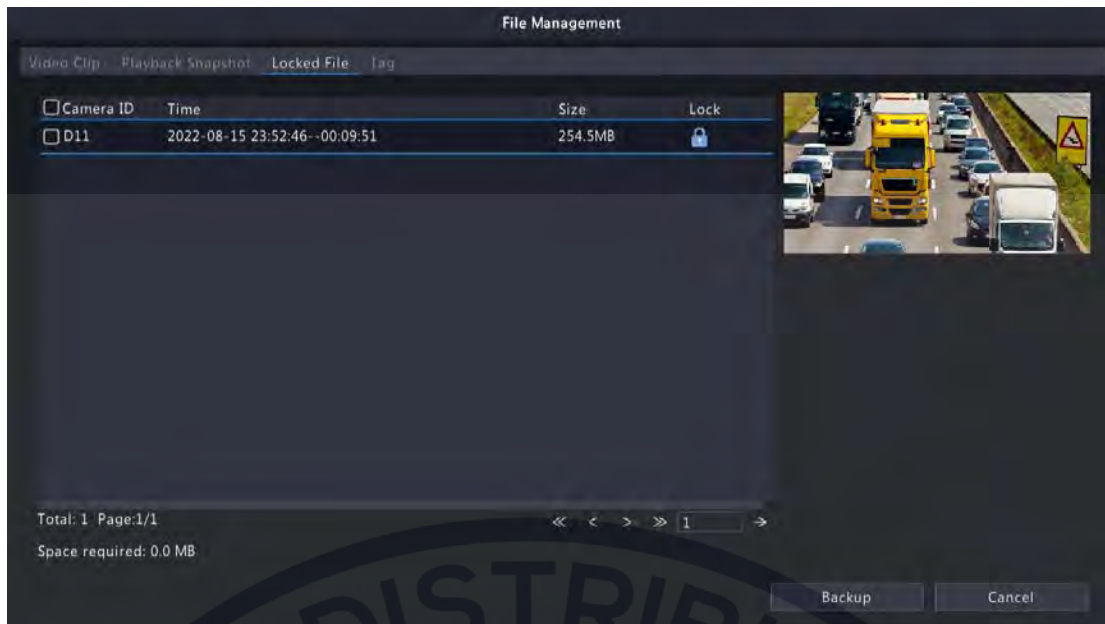 File Management
Video Clip Playback Snapshot Locked File Tag
Camera ID Time Size Lock
D11 2022-08-15 23:52:46--00:09:51 254.5MB
Total: 1 Page:1/1
1
Space required: 0.0 MB
Backup Cancel